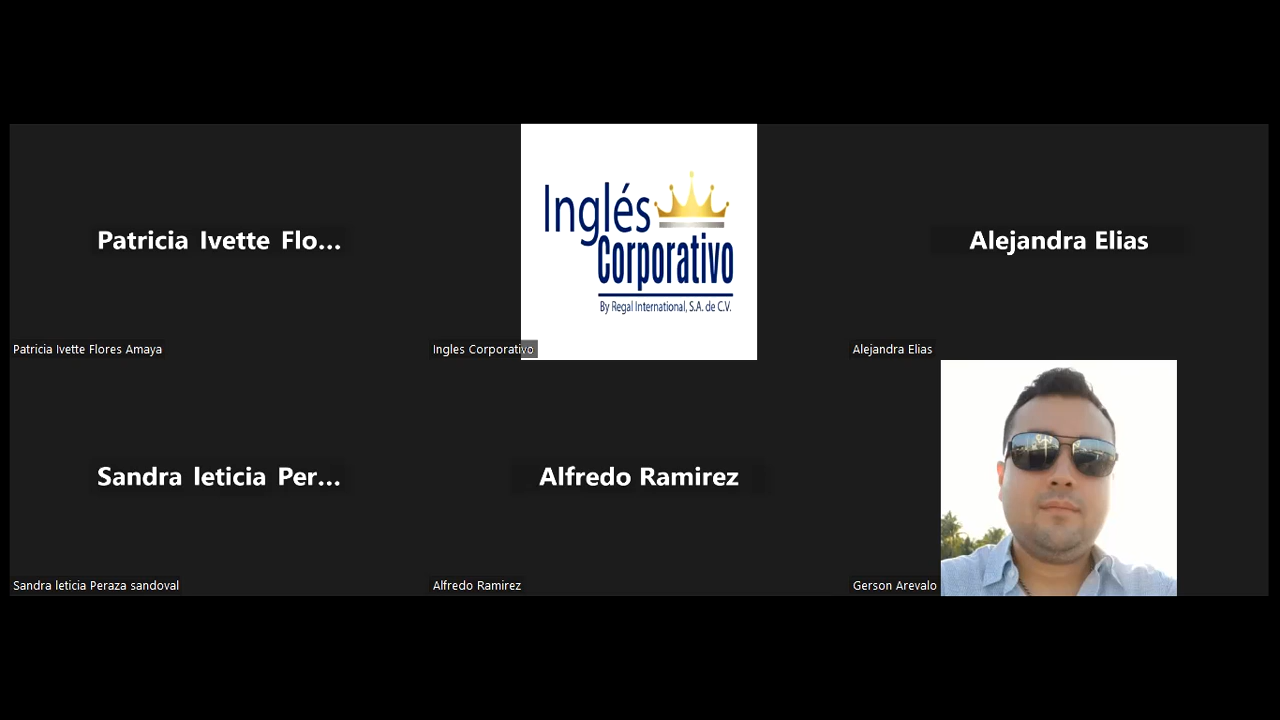 Patricia Ivette Flo...
Patricia Ivette Flores Amaya
Inglés
Corporativo
By Regal International, S.A. de C.V.
Ingles Corporativo
Alejandra Elias
Alejandra Elias
Sandra leticia Per...
Sandra leticia Peraza sandoval
Alfredo Ramirez
Alfredo Ramirez
Gerson Arevalo